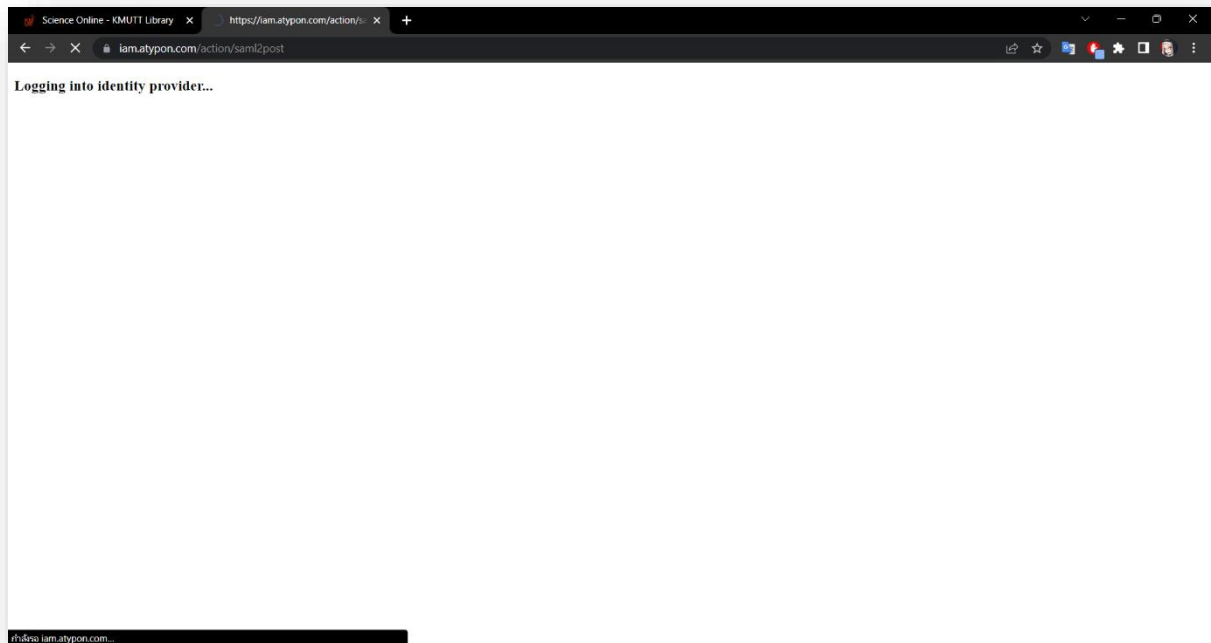 Science Online - KMUTT Library
https://iam.atypon.com/action/sa
iam.atypon.com/action/saml2post
Logging into identity provider...
กำลังรอ iam.atypon.com...